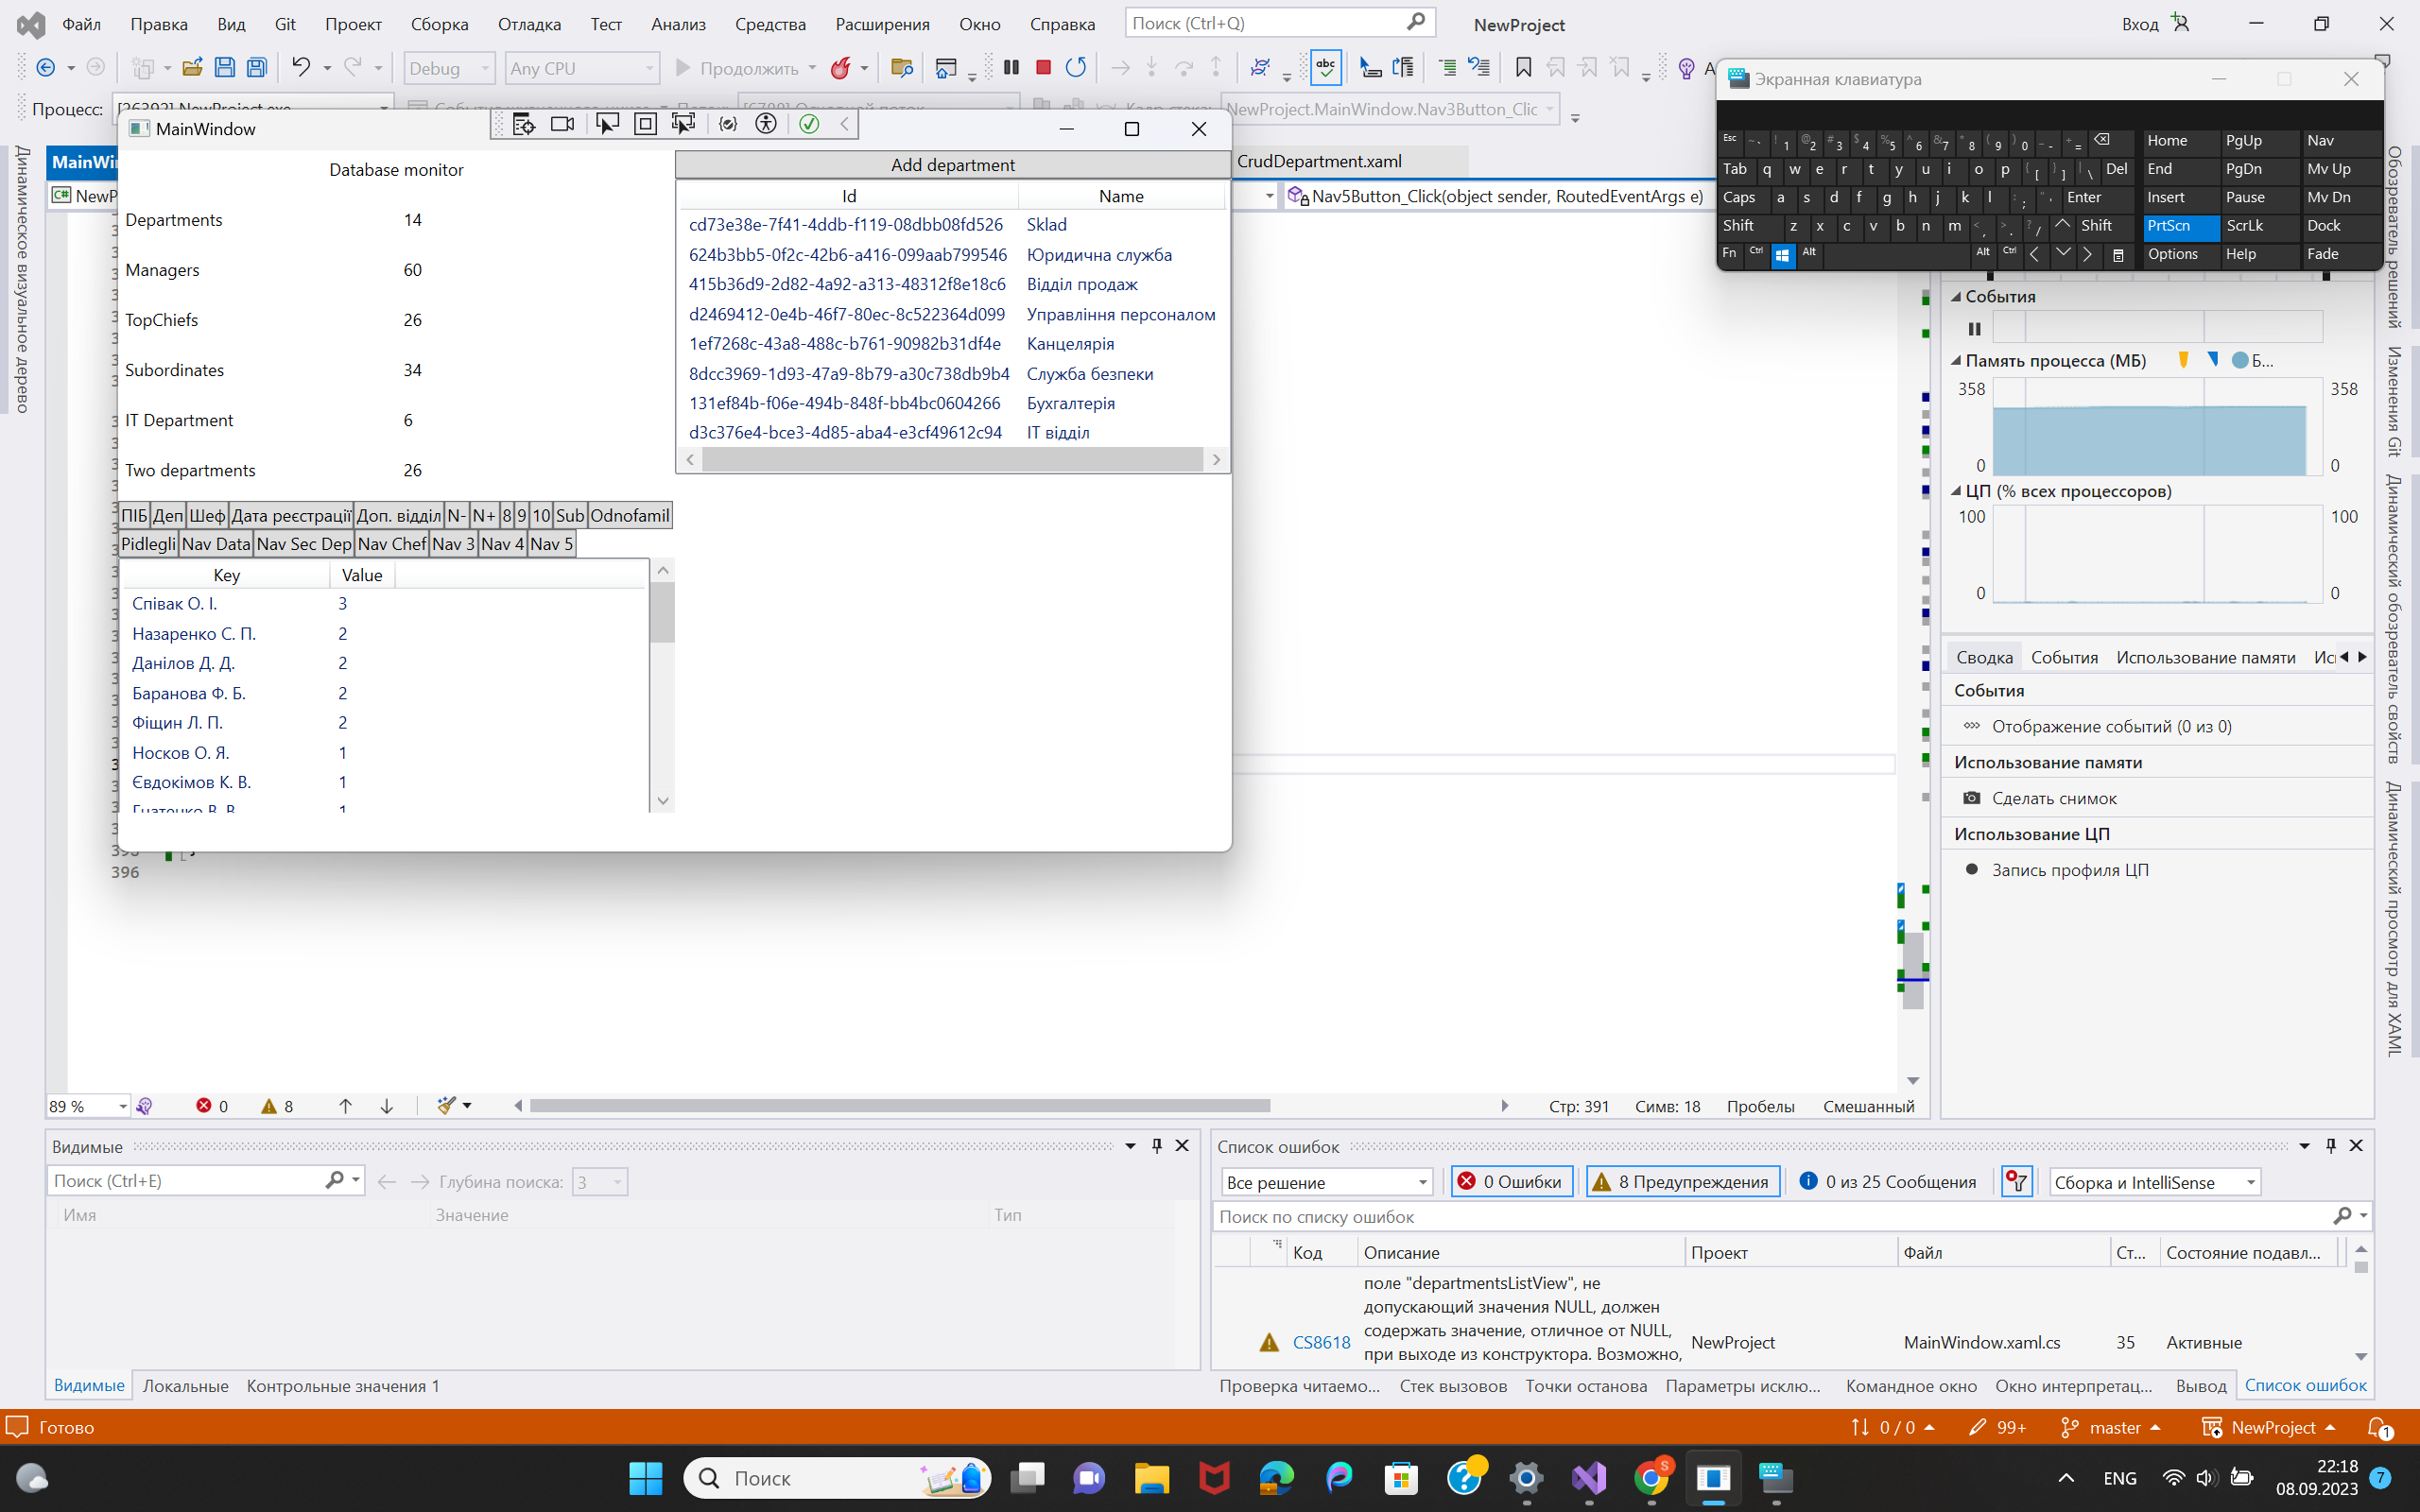 Файл Правка Вид Git Проект Сборка Отладка Тест Анализ Средства Расширения Окно Справка Поиск (Ctrl+Q) NewProject Вход
Debug Any CPU Продолжить
Процесс: NewProject.MainWindow.Nav3Button_Clic
Экранная клавиатура
Esc ~ ` ! 1 @ 2 # 3 $ 4 % 5 ^ 6 & 7 * 8 ( 9 ) 0 _ - + = Home PgUp Nav
Tab q w e r t y u i o p { [ } ] | \ Del End PgDn Mv Up
Caps a s d f g h j k l : ; " ' Enter Insert Pause Mv Dn
Shift z x c v b n m < , > . ? / Shift PrtScn ScrLk Dock
Fn Ctrl Alt Alt Ctrl Options Help Fade
MainWindow
Database monitor
Departments 14
Managers 60
TopChiefs 26
Subordinates 34
IT Department 6
Two departments 26
Add department
Id Name
cd73e38e-7f41-4ddb-f119-08dbb08fd526 Sklad
624b3bb5-0f2c-42b6-a416-099aab799546 Юридична служба
415b36d9-2d82-4a92-a313-48312f8e18c6 Відділ продаж
d2469412-0e4b-46f7-80ec-8c522364d099 Управління персоналом
1ef7268c-43a8-488c-b761-90982b31df4e Канцелярія
8dcc3969-1d93-47a9-8b79-a30c738db9b4 Служба безпеки
131ef84b-f06e-494b-848f-bb4bc0604266 Бухгалтерія
d3c376e4-bce3-4d85-aba4-e3cf49612c94 ІТ відділ
ПІБ Деп Шеф Дата реєстрації Доп. відділ N- N+ 8 9 10 Sub Odnofamil
Pidlegli Nav Data Nav Sec Dep Nav Chef Nav 3 Nav 4 Nav 5
Key Value
Співак О. І. 3
Назаренко С. П. 2
Данілов Д. Д. 2
Баранова Ф. Б. 2
Фіщин Л. П. 2
Носков О. Я. 1
Євдокімов К. В. 1
CrudDepartment.xaml
Nav5Button_Click(object sender, RoutedEventArgs e)
396
Динамическое визуальное дерево
Обозреватель решений
Изменения Git
Динамический обозреватель свойств
Динамический просмотр для XAML
События
Память процесса (МБ) Б...
358 358
0 0
ЦП (% всех процессоров)
100 100
0 0
Сводка События Использование памяти
События
Отображение событий (0 из 0)
Использование памяти
Сделать снимок
Использование ЦП
Запись профиля ЦП
89 % 0 8 Стр: 391 Симв: 18 Пробелы Смешанный
Видимые
Поиск (Ctrl+E) Глубина поиска: 3
Имя Значение Тип
Видимые Локальные Контрольные значения 1
Список ошибок
Все решение 0 Ошибки 8 Предупреждения 0 из 25 Сообщения Сборка и IntelliSense
Поиск по списку ошибок
Код Описание Проект Файл Ст... Состояние подавл...
поле "departmentsListView", не
допускающий значения NULL, должен
содержать значение, отличное от NULL,
CS8618 при выходе из конструктора. Возможно, NewProject MainWindow.xaml.cs 35 Активные
Проверка читаемо... Стек вызовов Точки останова Параметры исклю... Командное окно Окно интерпретац... Вывод Список ошибок
Готово 0 / 0 99+ master NewProject 1
Поиск S ENG 22:18
08.09.2023 7